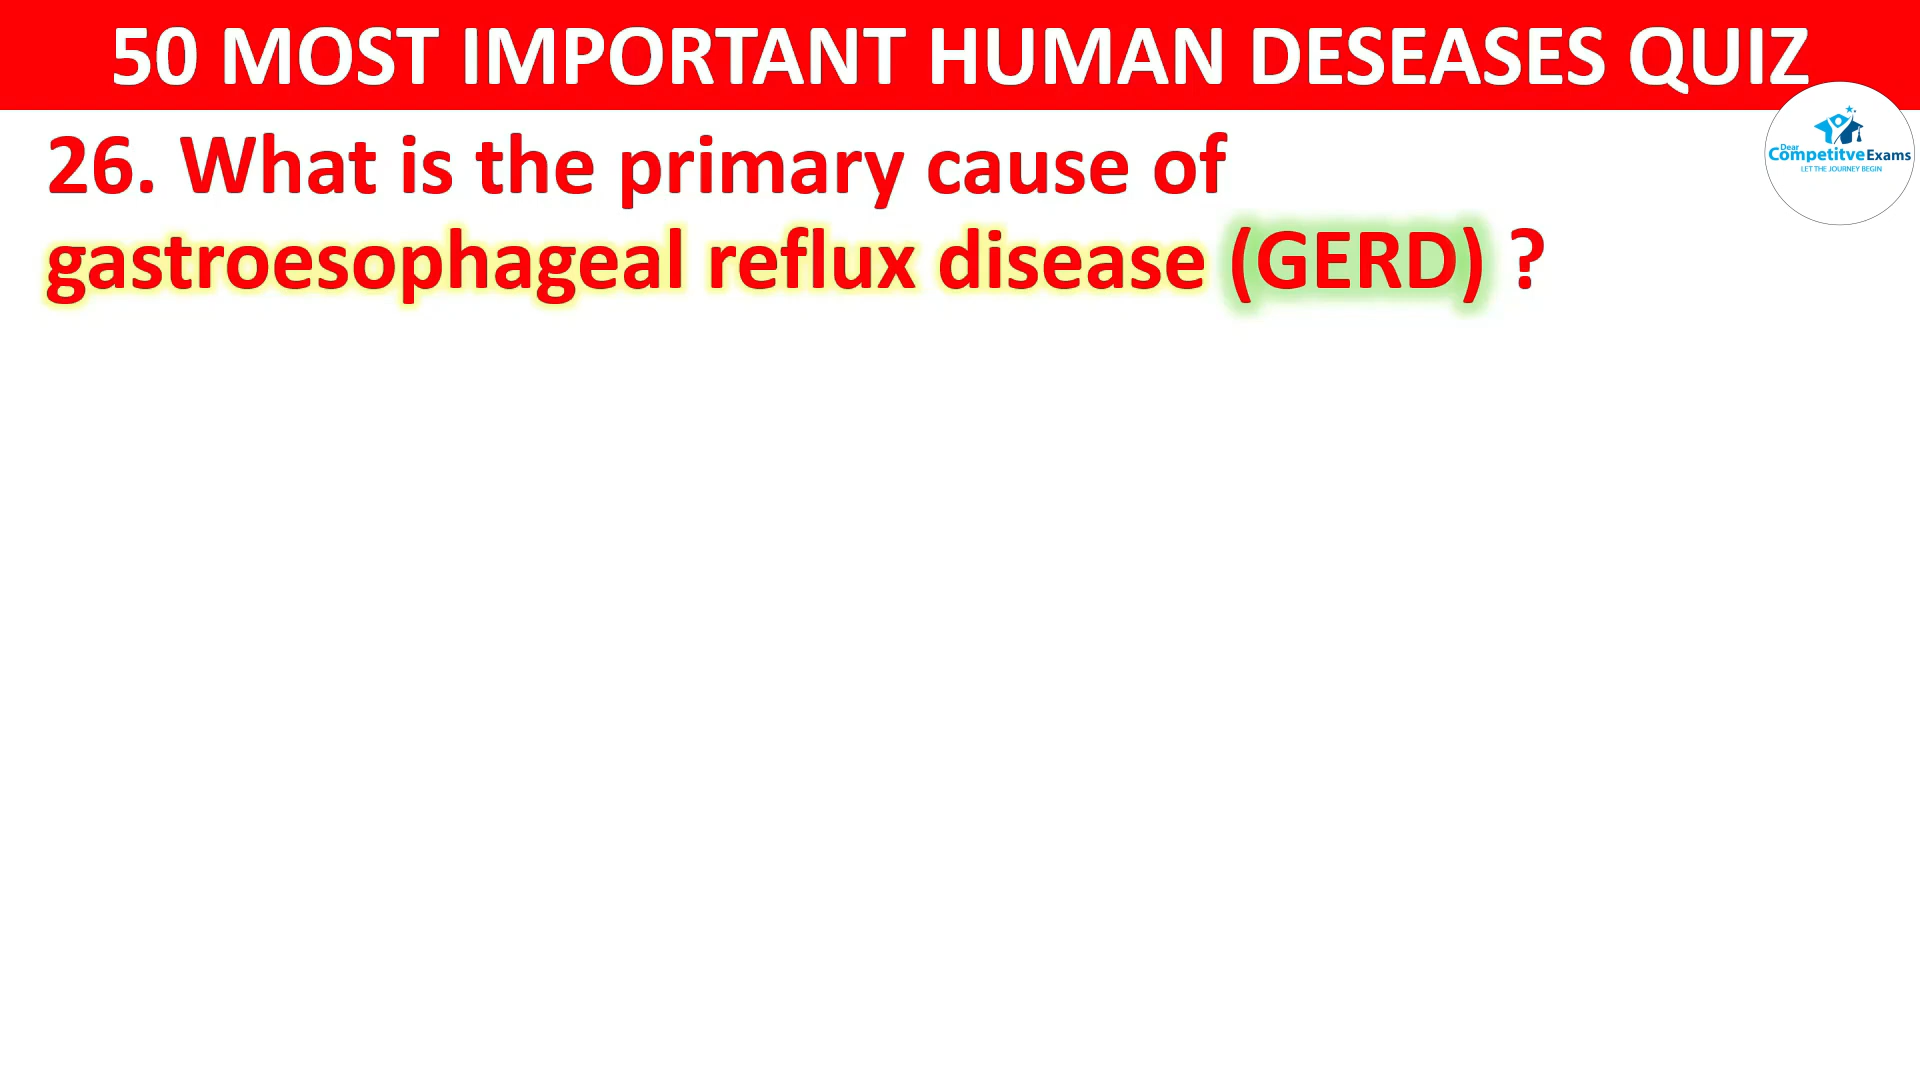 50 MOST IMPORTANT HUMAN DESEASES QUIZ
26. What is the primary cause of
gastroesophageal reflux disease (GERD) ?
Dear
CompetitveExams
LET THE JOURNEY BEGIN